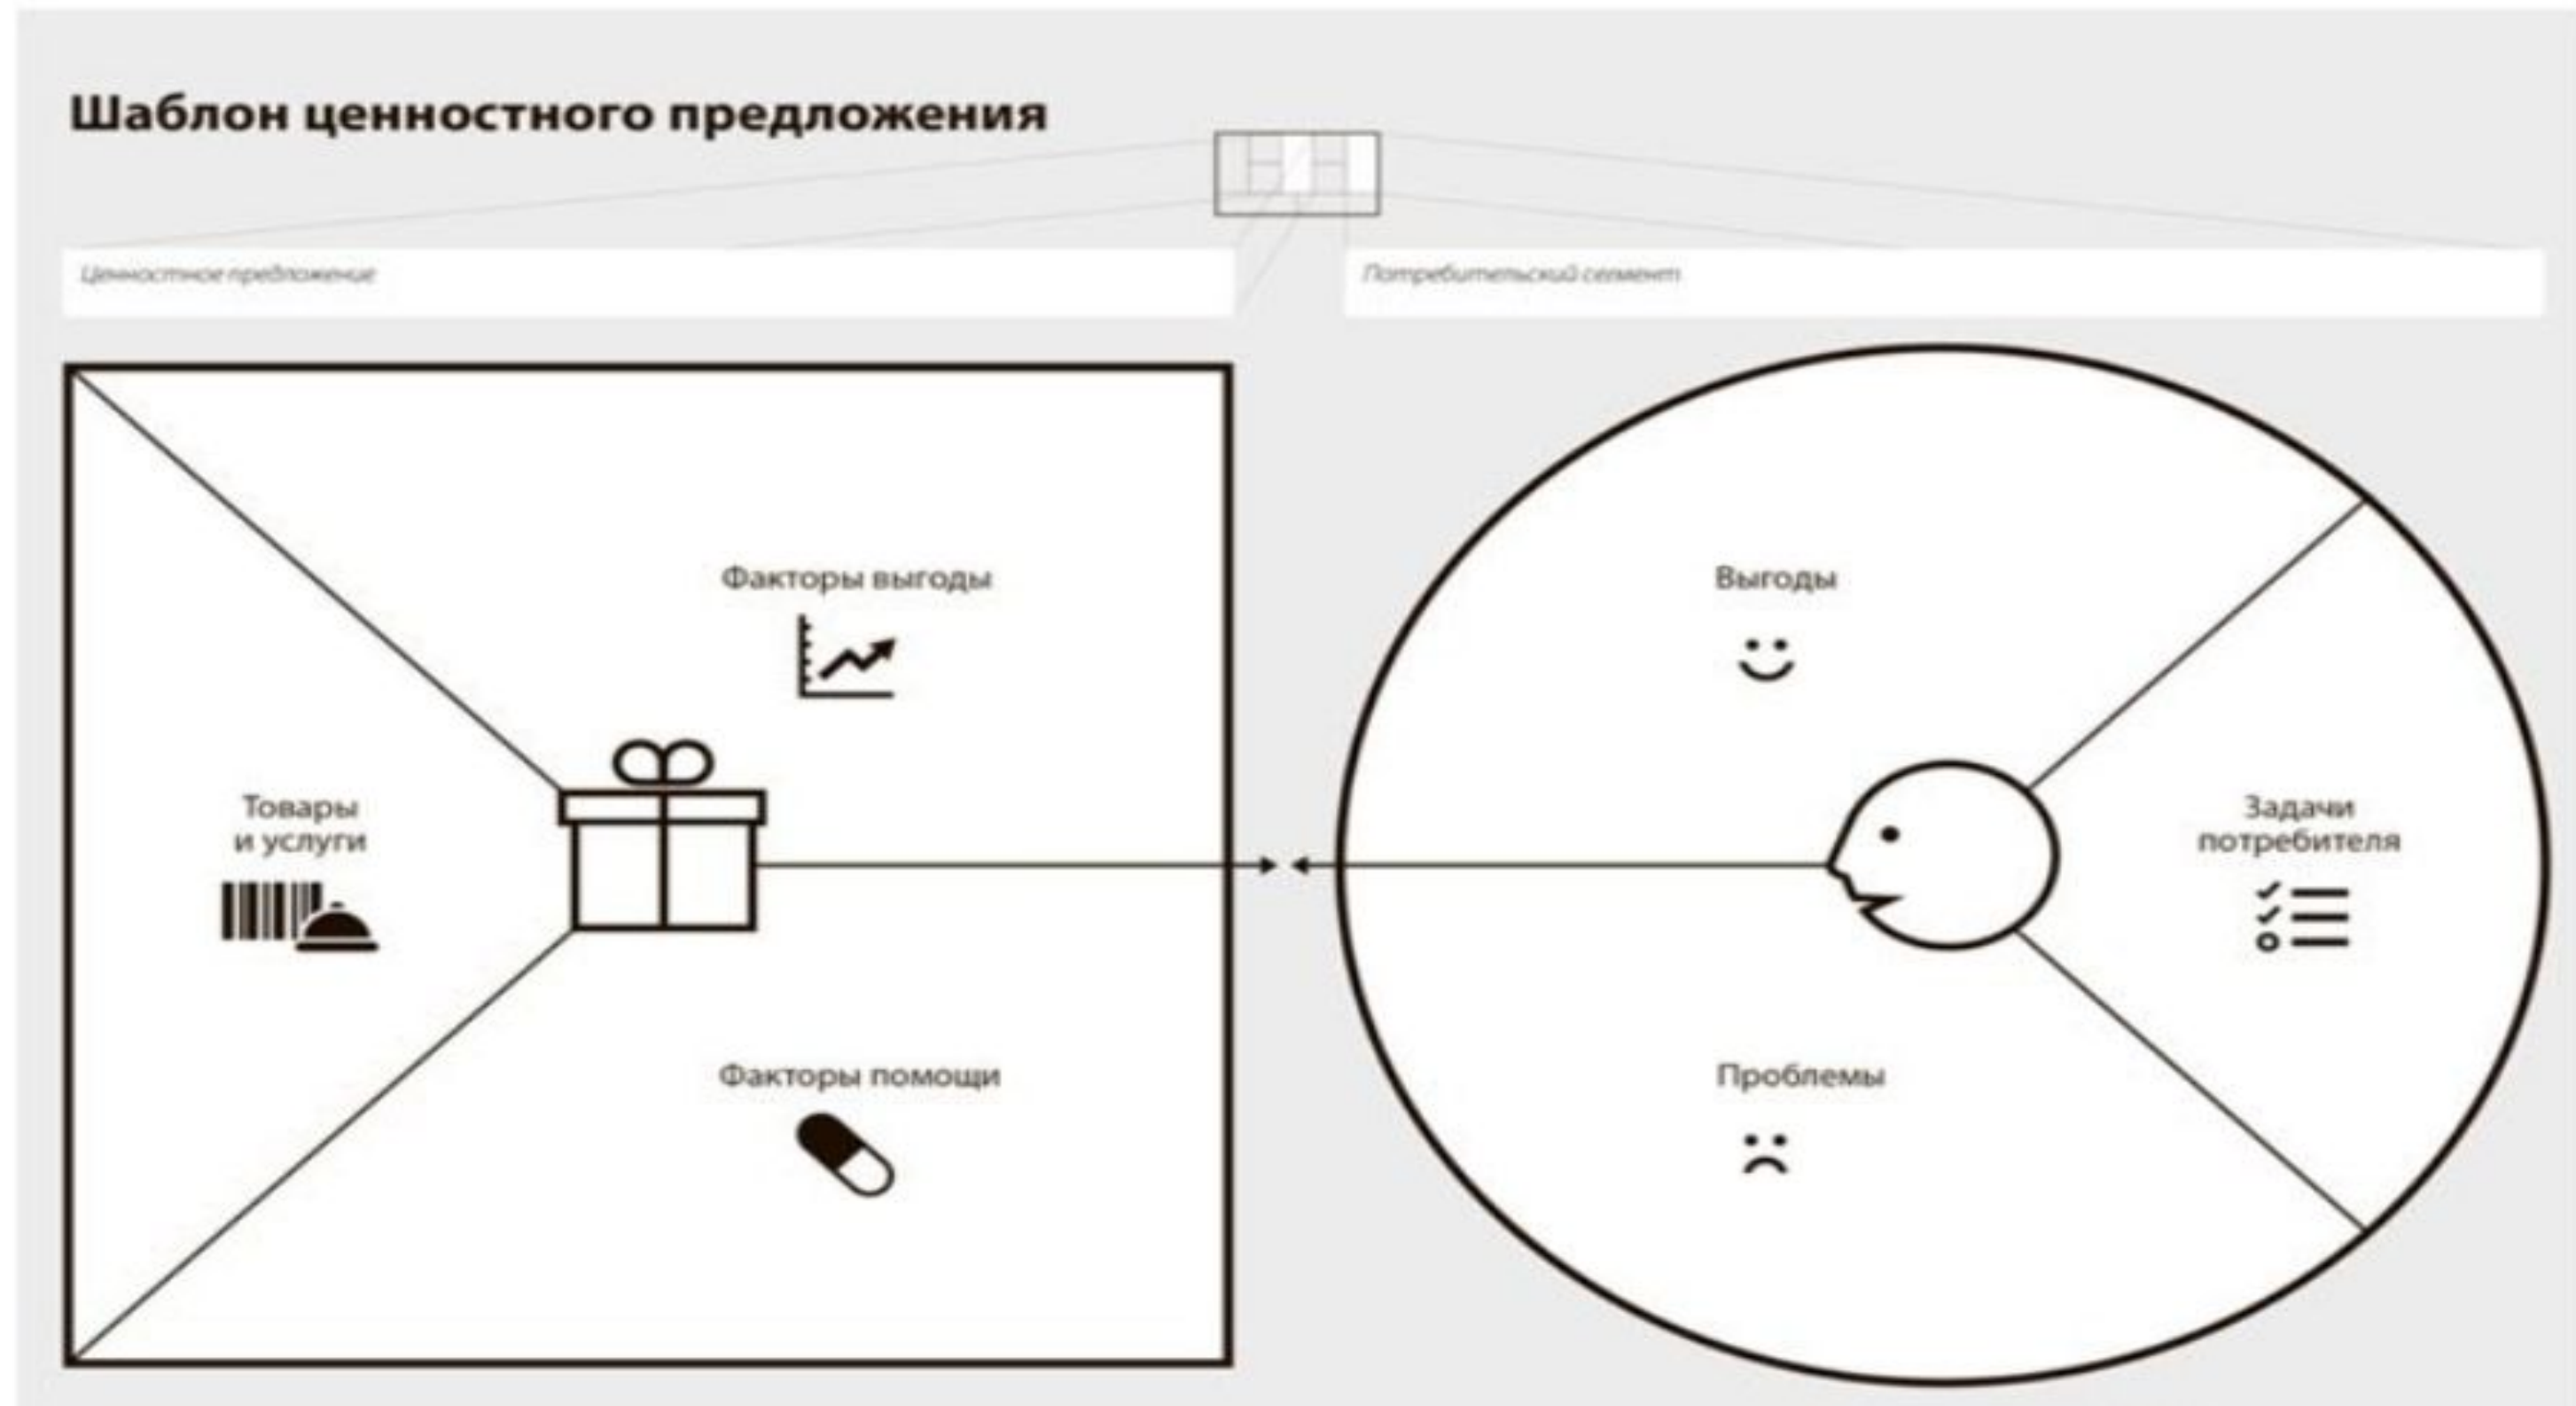 Шаблон ценностного предложения
Ценностное предложение
Потребительский сегмент
Факторы выгоды
Товары
и услуги
Факторы помощи
Выгоды
Задачи
потребителя
Проблемы